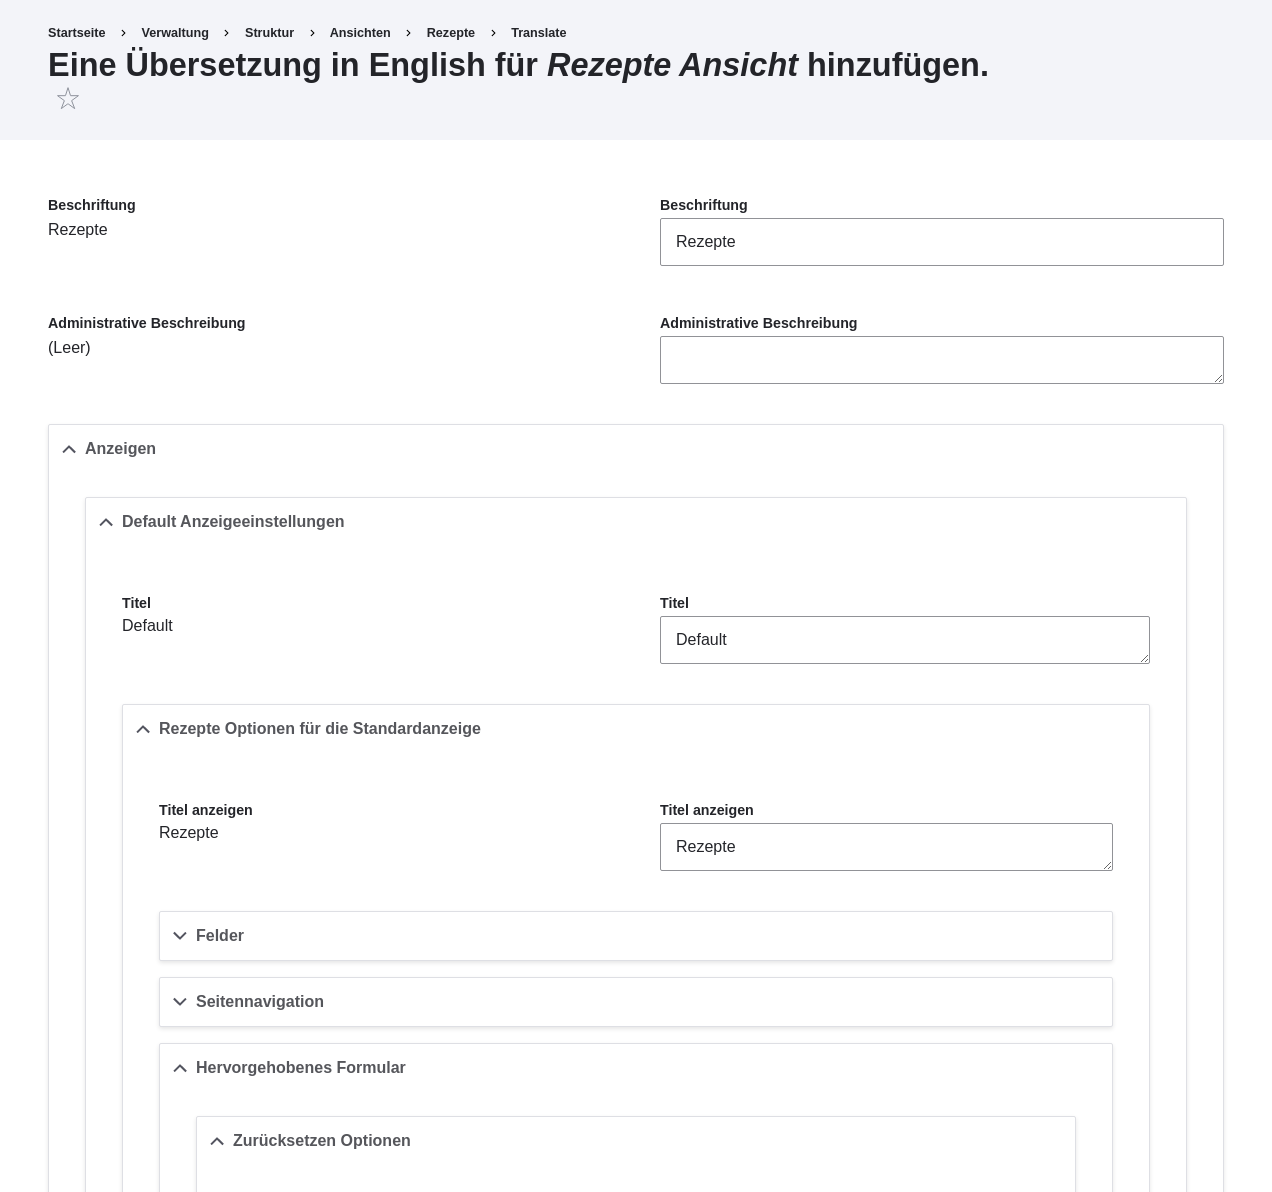 Startseite > Verwaltung > Struktur > Ansichten > Rezepte > Translate
Eine Übersetzung in English für Rezepte Ansicht hinzufügen.
Beschriftung
Rezepte
Beschriftung
Rezepte
Administrative Beschreibung
(Leer)
Administrative Beschreibung
Anzeigen
Default Anzeigeeinstellungen
Titel
Default
Titel
Default
Rezepte Optionen für die Standardanzeige
Titel anzeigen
Rezepte
Titel anzeigen
Rezepte
Felder
Seitennavigation
Hervorgehobenes Formular
Zurücksetzen Optionen